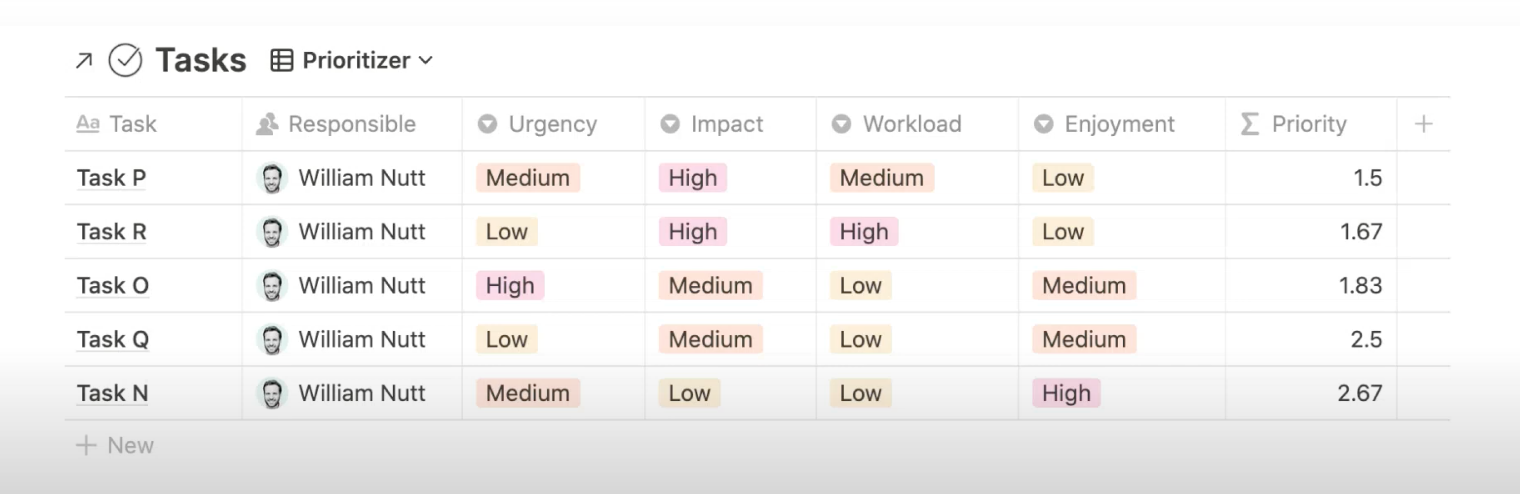 Tasks Prioritizer
Aa Task Responsible Urgency Impact Workload Enjoyment Σ Priority +
Task P William Nutt Medium High Medium Low 1.5
Task R William Nutt Low High High Low 1.67
Task O William Nutt High Medium Low Medium 1.83
Task Q William Nutt Low Medium Low Medium 2.5
Task N William Nutt Medium Low Low High 2.67
+ New